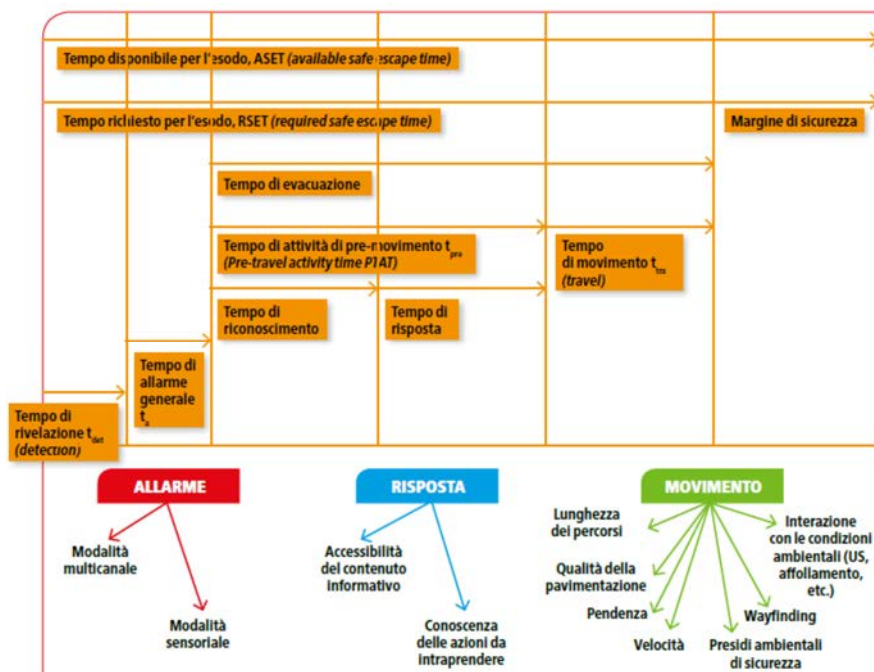 Tempo disponibile per l'esodo, ASET (available safe escape time)
Tempo richiesto per l'esodo, RSET (required safe escape time)
Margine di sicurezza
Tempo di evacuazione
Tempo di attività di pre-movimento t_pre
(Pre-travel activity time PTAT)
Tempo
di movimento t_tra
(travel)
Tempo di
riconoscimento
Tempo di
risposta
Tempo di
allarme
generale
t_a
Tempo di
rivelazione t_det
(detection)
ALLARME
Modalità
multicanale
Modalità
sensoriale
RISPOSTA
Accessibilità
del contenuto
informativo
Conoscenza
delle azioni da
intraprendere
MOVIMENTO
Lunghezza
dei percorsi
Qualità della
pavimentazione
Pendenza
Velocità
Presidi ambientali
di sicurezza
Wayfinding
Interazione
con le condizioni
ambientali (US,
affollamento,
etc.)